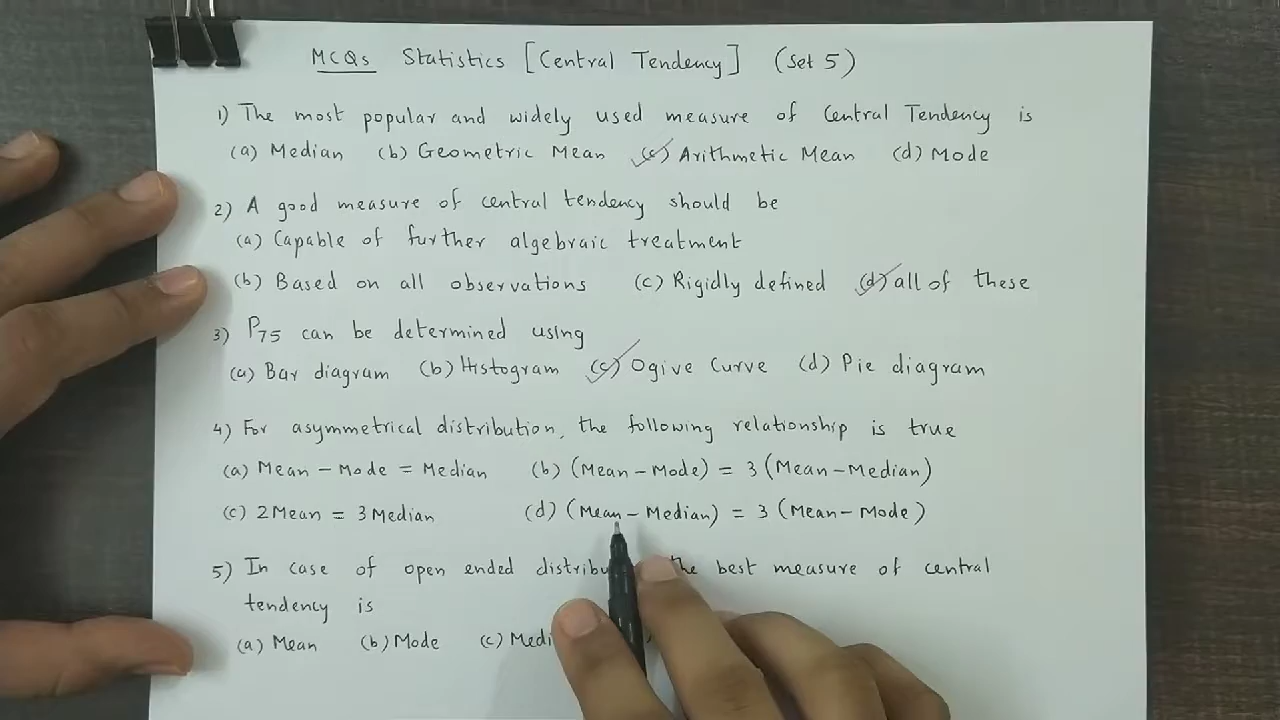 MCQs Statistics [Central Tendency] (Set 5)
1) The most popular and widely used measure of Central Tendency is
(a) Median (b) Geometric Mean (c) Arithmetic Mean (d) Mode
2) A good measure of central tendency should be
(a) Capable of further algebraic treatment
(b) Based on all observations (c) Rigidly defined (d) all of these
3) P75 can be determined using
(a) Bar diagram (b) Histogram (c) Ogive Curve (d) Pie diagram
4) For asymmetrical distribution, the following relationship is true
(a) Mean - Mode = Median (b) (Mean - Mode) = 3 (Mean - Median)
(c) 2 Mean = 3 Median (d) (Mean - Median) = 3 (Mean - Mode)
5) In case of open ended the best measure of central
tendency is
(a) Mean (b) Mode (c)